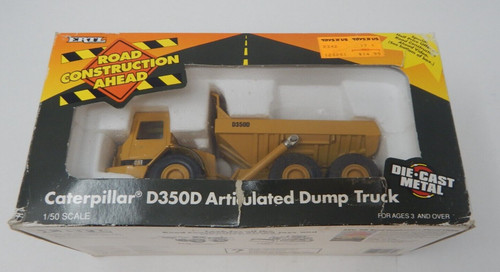 ERTL
ROAD
CONSTRUCTION
AHEAD
D350D
Caterpillar® D350D Articulated Dump Truck
1/50 SCALE
DIE-CAST
METAL
FOR AGES 3 AND OVER